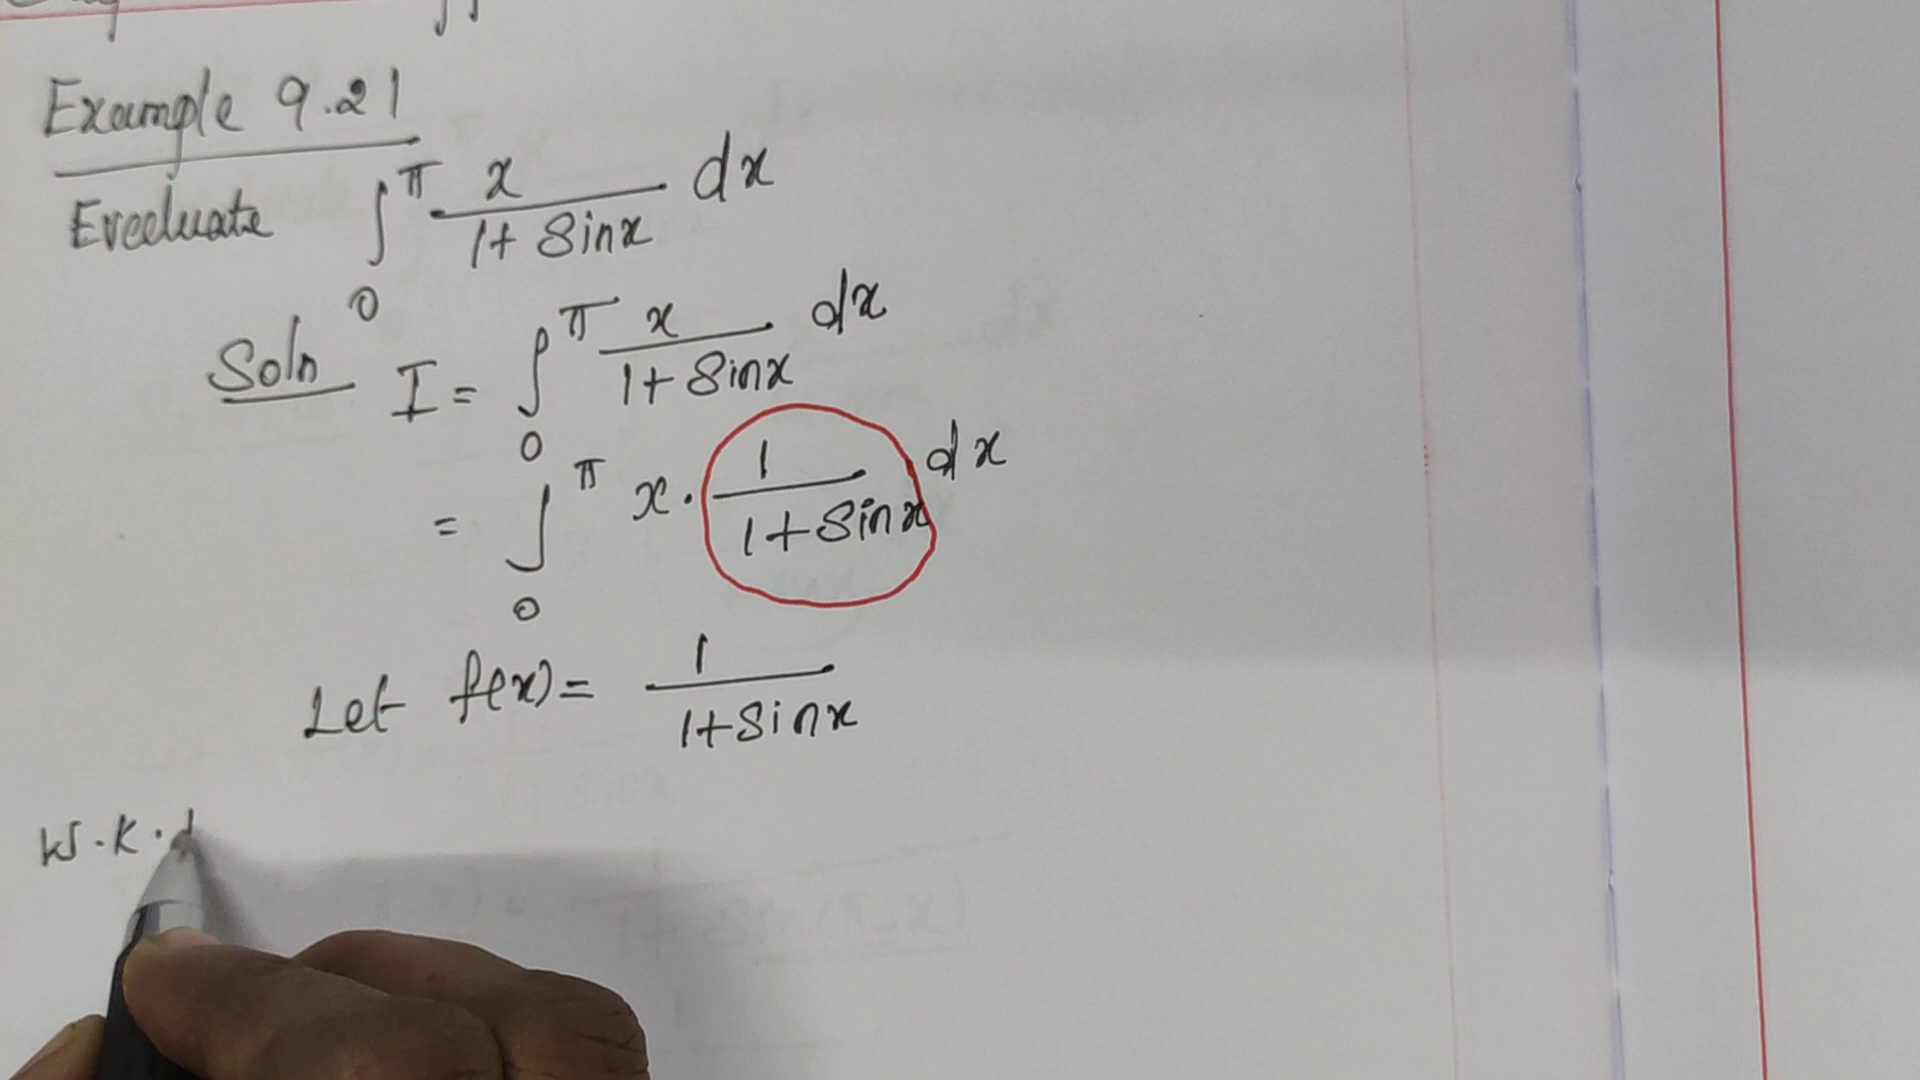 Example 9.21
Eveeluate ∫₀^π x/(1+Sinx) dx
Soln I = ∫₀^π x/(1+Sinx) dx
= ∫₀^π x · 1/(1+Sinx) dx
Let f(x) = 1/(1+Sinx)
W.K.